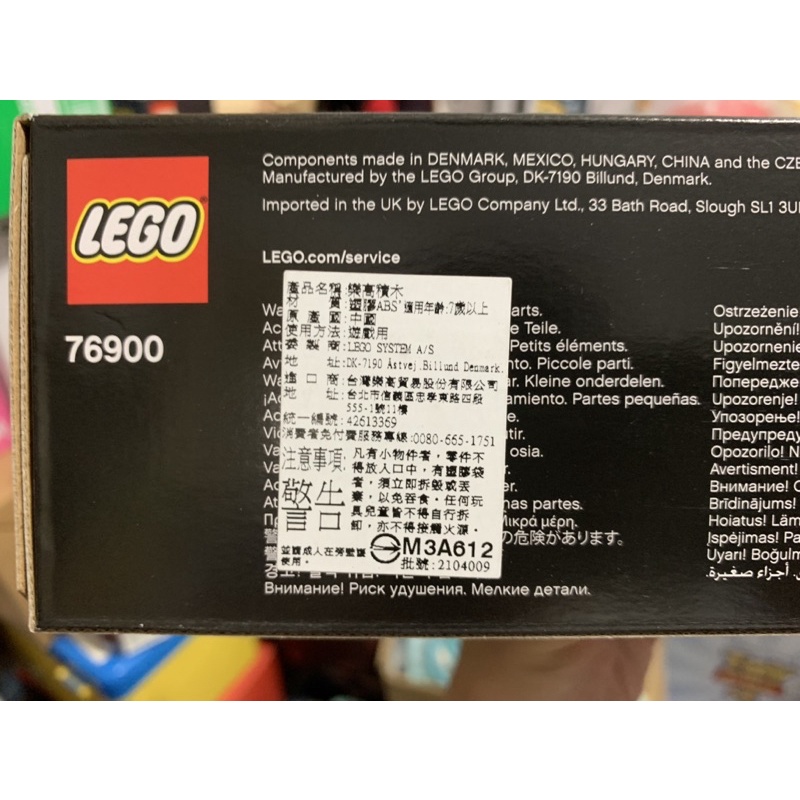 LEGO
76900
Components made in DENMARK, MEXICO, HUNGARY, CHINA and the CZE
Manufactured by the LEGO Group, DK-7190 Billund, Denmark.
Imported in the UK by LEGO Company Ltd., 33 Bath Road, Slough SL1 3U
LEGO.com/service
產品名稱:樂高積木
材質:塑膠ABS'適用年齡:7歲以上
原產國:中國
使用方法:遊戲用
委製商:LEGO SYSTEM A/S
地址:DK-7190 Astvej.Billund Denmark.
進口商:台灣樂高貿易股份有限公司
地址:台北市信義區忠孝東路四段
555-1號11樓
統一編號:42613369
消費者免付費服務專線:0080-665-1751
注意事項:凡有小物件者,零件不
得放入口中,有塑膠袋
者,須立即拆毀或丟
棄,以免吞食。任何玩
具兒童皆不得自行拆
卸,亦不得接觸火源。
警告
並請成人在旁監護
使用。
M3A612
批號:2104009
arts.
e Teile.
Petits éléments.
to. Piccole parti.
ar. Kleine onderdelen.
amiento. Partes pequeñas.
e.
tir.
osia.
r.
nas partes.
Μικρά μέρη.
の危険があります。
Внимание! Риск удушения. Мелкие детали.
Ostrzeżenie
Upozornění!
Upozornenie
Figyelmezte
Попередже
Upozorenje!
Упозорење!
Предупреду
Opozorilo! N
Avertisment!
Внимание! О
Brīdinājums!
Hoiatus! Läm
Įspėjimas! Pa
Uyarı! Boğulm
أجزاء صغيرة.